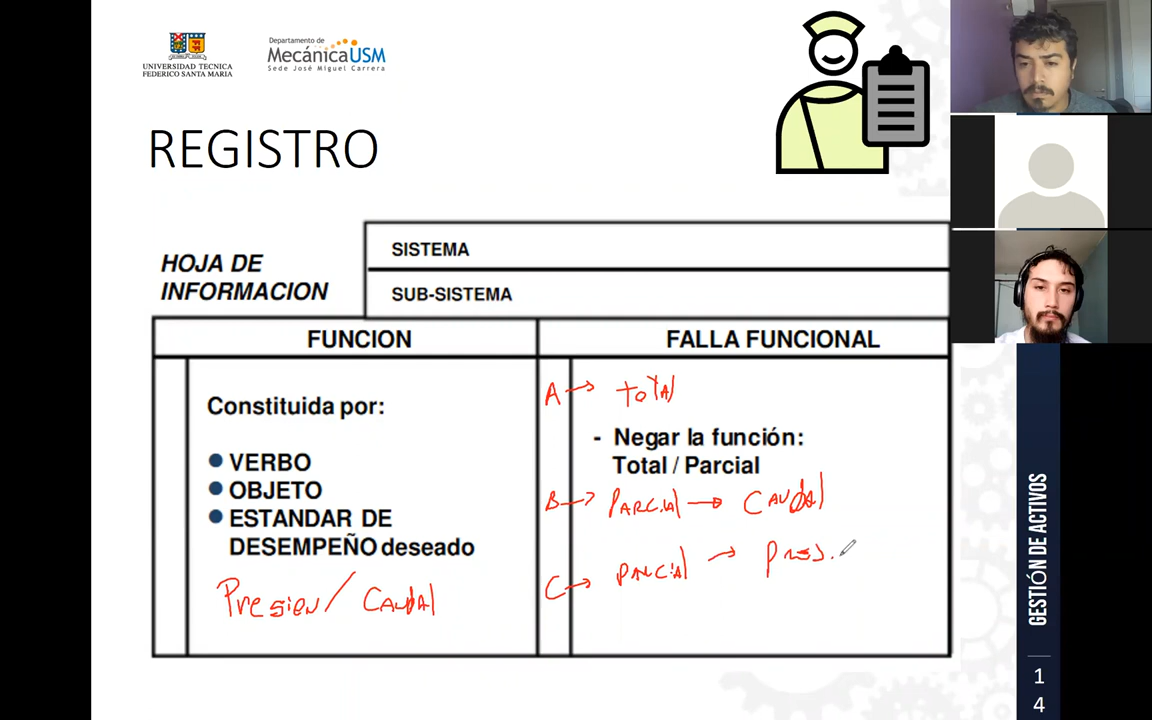 UNIVERSIDAD TECNICA
FEDERICO SANTA MARIA
Departamento de
MecánicaUSM
Sede José Miguel Carrera
REGISTRO
HOJA DE
INFORMACION
SISTEMA
SUB-SISTEMA
FUNCION
FALLA FUNCIONAL
Constituida por:
VERBO
OBJETO
ESTANDAR DE
DESEMPEÑO deseado
Presien/ CAUDAL
A → TOTAL
- Negar la función:
Total / Parcial
B → PARCIAL → CAUDAL
C → PARCIAL → Pres.
GESTIÓN DE ACTIVOS
1
4